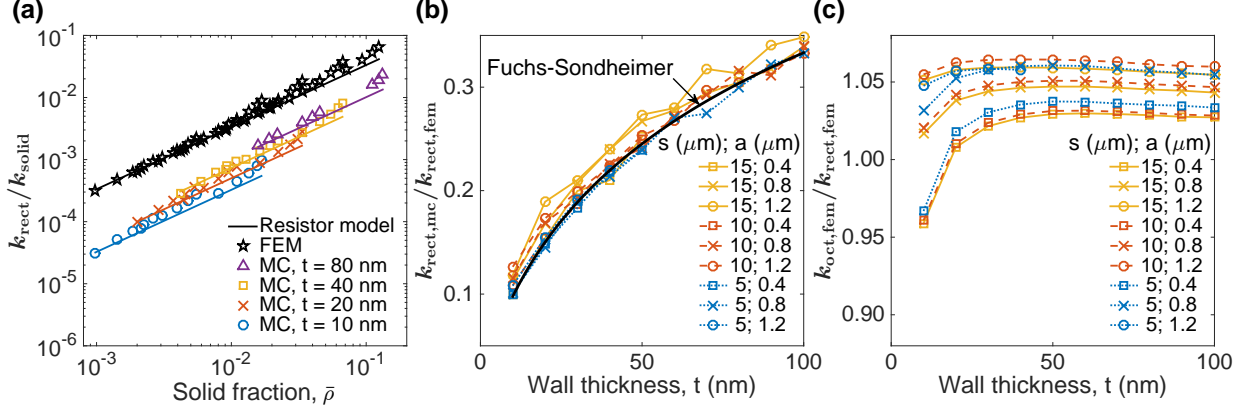 (a)
k_rect/k_solid
10^-1
10^-2
10^-3
10^-4
10^-5
10^-6
10^-3
10^-2
10^-1
Solid fraction, ρ̄
Resistor model
FEM
MC, t = 80 nm
MC, t = 40 nm
MC, t = 20 nm
MC, t = 10 nm
(b)
k_rect,mc/k_rect,fem
0.3
0.2
0.1
0
50
100
Wall thickness, t (nm)
Fuchs-Sondheimer
s (μm); a (μm)
15; 0.4
15; 0.8
15; 1.2
10; 0.4
10; 0.8
10; 1.2
5; 0.4
5; 0.8
5; 1.2
(c)
k_oct,fem/k_rect,fem
1.05
1.00
0.95
0.90
0
50
100
Wall thickness, t (nm)
s (μm); a (μm)
15; 0.4
15; 0.8
15; 1.2
10; 0.4
10; 0.8
10; 1.2
5; 0.4
5; 0.8
5; 1.2